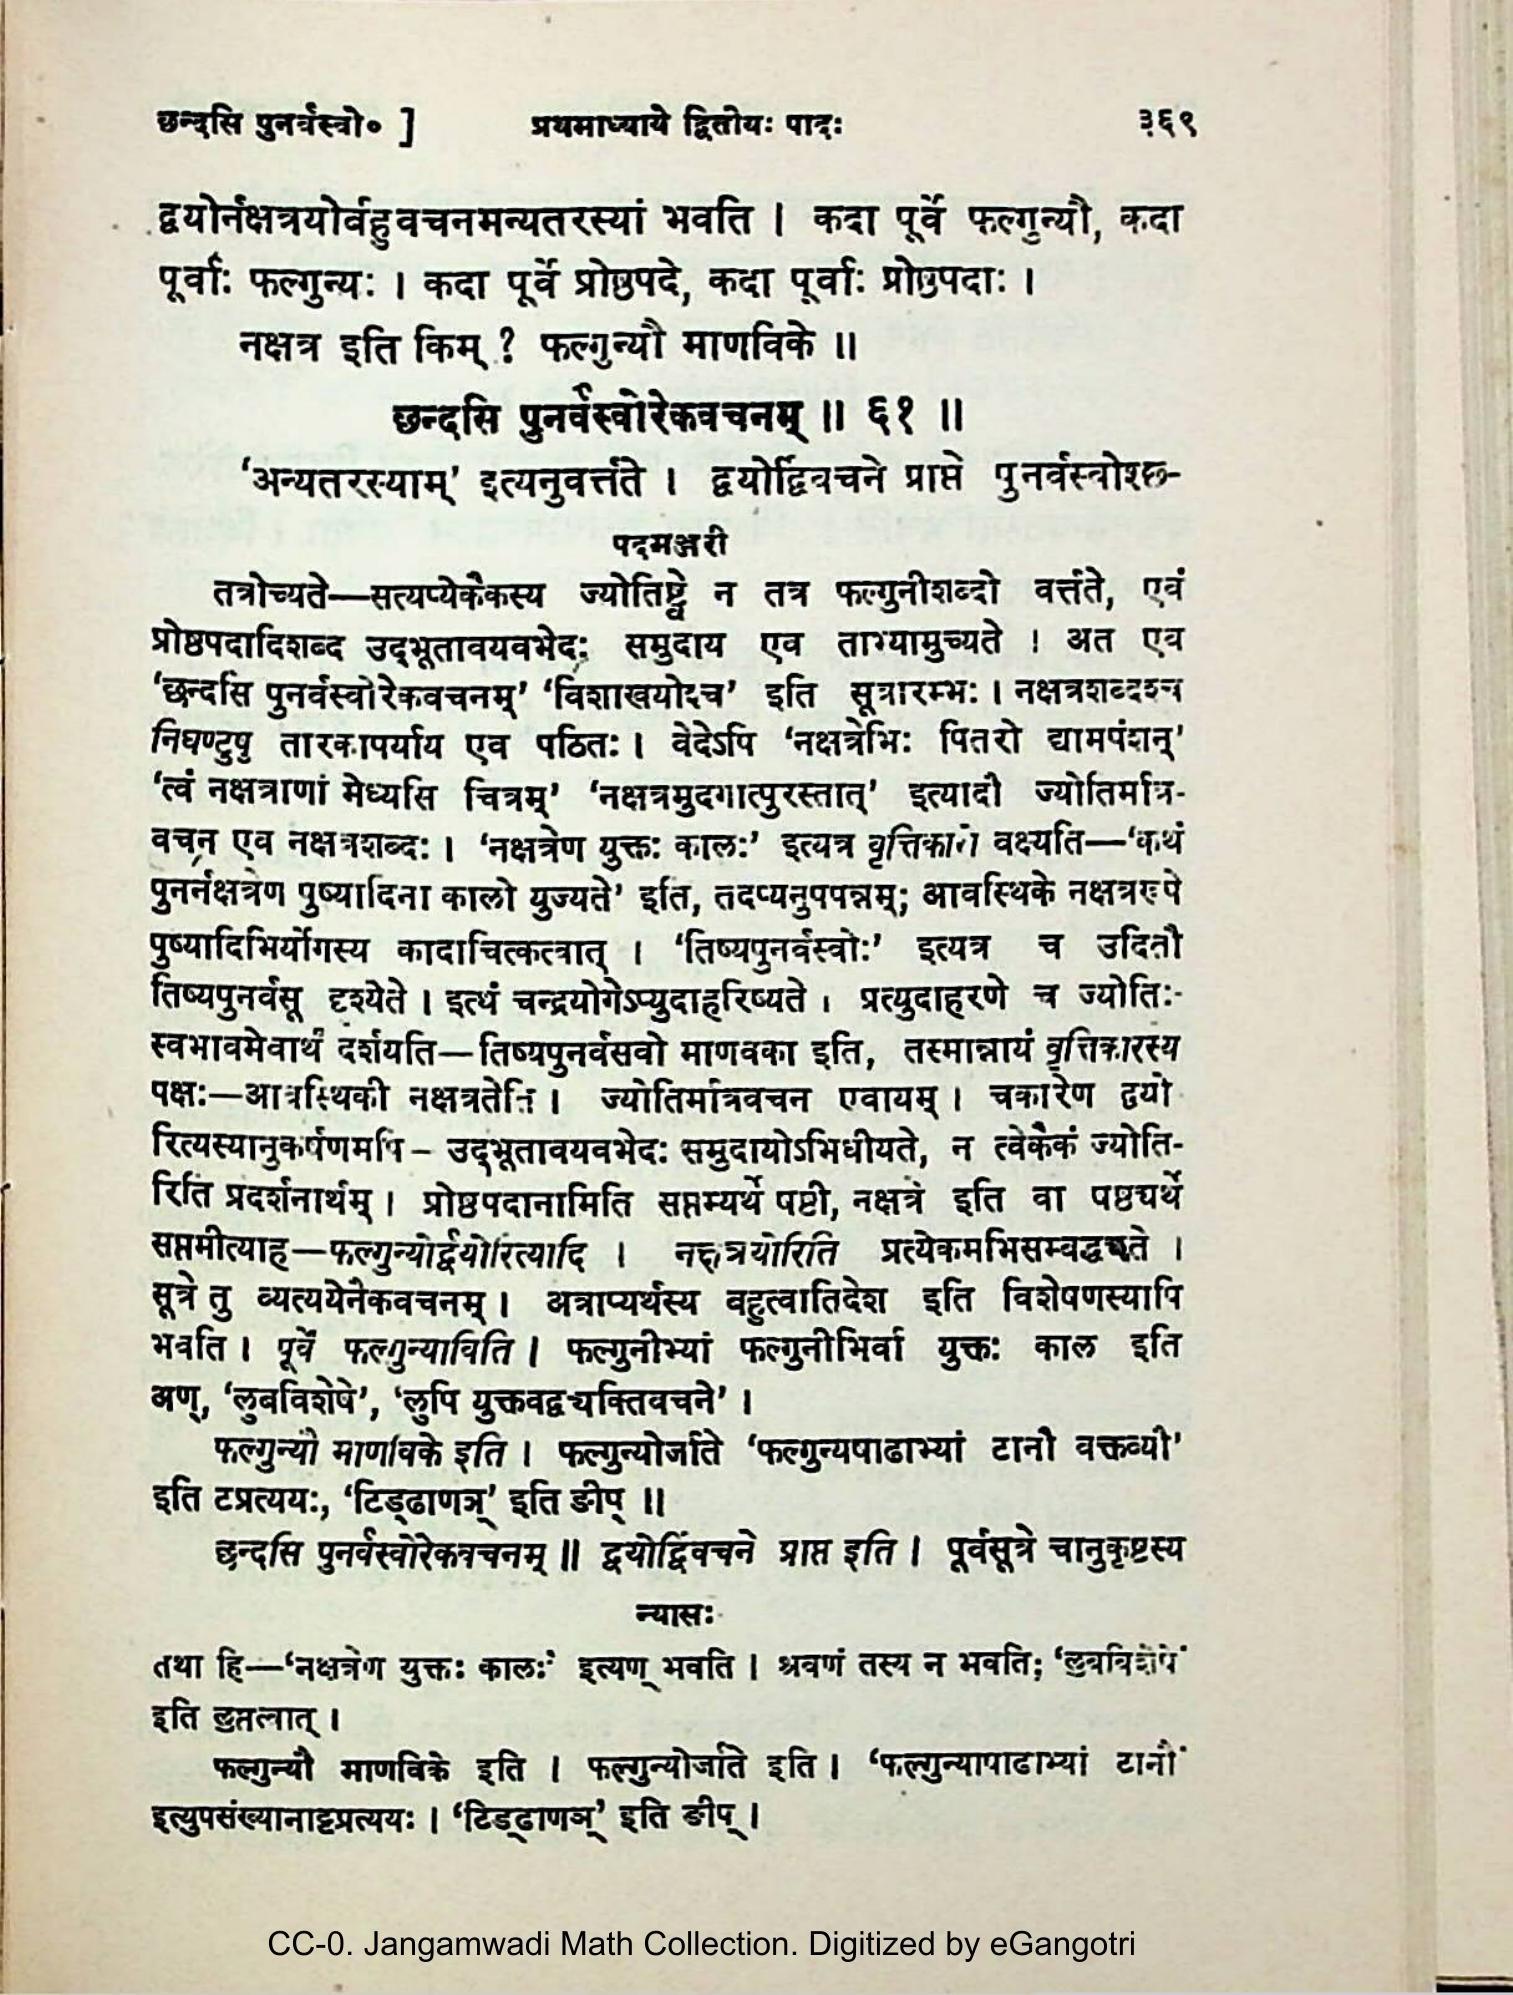 छन्दसि पुनर्वस्वो० ] प्रथमाध्याये द्वितीयः पादः ३६९
द्वयोर्नक्षत्रयोर्बहुवचनमन्यतरस्यां भवति । कदा पूर्वे फल्गुन्यौ, कदा
पूर्वाः फल्गुन्यः । कदा पूर्वे प्रोष्ठपदे, कदा पूर्वाः प्रोष्ठपदाः ।
नक्षत्र इति किम् ? फल्गुन्यौ माणविके ॥
छन्दसि पुनर्वस्वोरेकवचनम् ॥ ६१ ॥
‘अन्यतरस्याम्’ इत्यनुवर्त्तते । द्वयोर्द्विवचने प्राप्ते पुनर्वस्वोश्छ-
पदमञ्जरी
तत्रोच्यते—सत्यप्येकैकस्य ज्योतिष्ट्वे न तत्र फल्गुनीशब्दो वर्त्तते, एवं
प्रोष्ठपदादिशब्द उद्भूतावयवभेदः समुदाय एव ताभ्यामुच्यते । अत एव
‘छन्दसि पुनर्वस्वोरेकवचनम्’ ‘विशाखयोश्च’ इति सूत्रारम्भः । नक्षत्रशब्दश्च
निघण्टुषु तारकापर्याय एव पठितः । वेदेऽपि ‘नक्षत्रेभिः पितरो द्यामपंशन्’
‘त्वं नक्षत्राणां मेध्यसि चित्रम्’ ‘नक्षत्रमुदगात्पुरस्तात्’ इत्यादौ ज्योतिर्मात्र-
वचन एव नक्षत्रशब्दः । ‘नक्षत्रेण युक्तः कालः’ इत्यत्र वृत्तिकारो वक्ष्यति—‘कथं
पुनर्नक्षत्रेण पुष्यादिना कालो युज्यते’ इति, तदप्यनुपपन्नम्; आवस्थिके नक्षत्ररूपे
पुष्यादिभिर्योगस्य कादाचित्कत्वात् । ‘तिष्यपुनर्वस्वोः’ इत्यत्र च उदितौ
तिष्यपुनर्वसू दृश्येते । इत्थं चन्द्रयोगेऽप्युदाहरिष्यते । प्रत्युदाहरणे च ज्योतिः-
स्वभावमेवार्थं दर्शयति—तिष्यपुनर्वसवो माणवका इति, तस्मान्नायं वृत्तिकारस्य
पक्षः—आवस्थिकी नक्षत्रतेति । ज्योतिर्मात्रवचन एवायम् । चकारेण द्वयो
रित्यस्यानुकर्षणमपि – उद्भूतावयवभेदः समुदायोऽभिधीयते, न त्वेकैकं ज्योति-
रिति प्रदर्शनार्थम् । प्रोष्ठपदानामिति सप्तम्यर्थे षष्ठी, नक्षत्रे इति वा षष्ठ्यर्थे
सप्तमीत्याह—फल्गुन्योर्द्वयोरित्यादि । नक्षत्रयोरिति प्रत्येकमभिसम्बद्ध्यते ।
सूत्रे तु व्यत्ययेनैकवचनम् । अत्राप्यर्थस्य बहुत्वातिदेश इति विशेषणस्यापि
भवति । पूर्वे फल्गुन्याविति । फल्गुनीभ्यां फल्गुनीभिर्वा युक्तः काल इति
अण्, ‘लुबविशेषे’, ‘लुपि युक्तवद्व्यक्तिवचने’ ।
फल्गुन्यौ माणविके इति । फल्गुन्योर्जाते ‘फल्गुन्यषाढाभ्यां टानौ वक्तव्यौ’
इति टप्रत्ययः, ‘टिड्ढाणञ्’ इति ङीप् ॥
छन्दसि पुनर्वस्वोरेकवचनम् ॥ द्वयोर्द्विवचने प्राप्त इति । पूर्वसूत्रे चानुकृष्टस्य
न्यासः
तथा हि—‘नक्षत्रेण युक्तः कालः’ इत्यण् भवति । श्रवणं तस्य न भवति; ‘लुबविशेषे’
इति लुप्तत्वात् ।
फल्गुन्यौ माणविके इति । फल्गुन्योर्जाते इति । ‘फल्गुन्याषाढाभ्यां टानौ’
इत्युपसंख्यानाट्टप्रत्ययः । ‘टिड्ढाणञ्’ इति ङीप् ।
CC-0. Jangamwadi Math Collection. Digitized by eGangotri